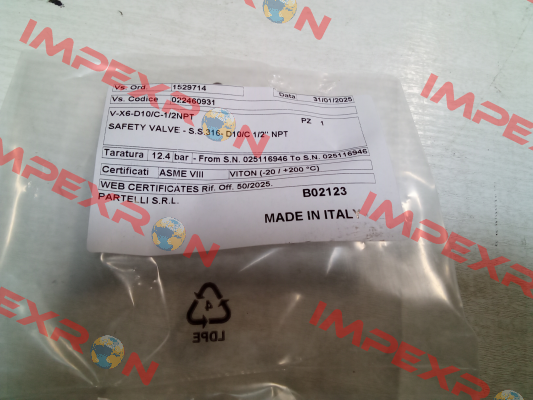 Vs. Ord. 1529714 Data 31/01/2025
Vs. Codice 022460931
V-X6-D10/C-1/2NPT PZ 1
SAFETY VALVE - S.S.316- D10/C 1/2" NPT
Taratura 12.4 bar - From S.N. 025116946 To S.N. 025116946
Certificati ASME VIII VITON (-20 / +200 °C)
WEB CERTIFICATES Rif. Off. 50/2025.
PARTELLI S.R.L. B02123
MADE IN ITALY
4
LDPE
IMPEXRON
IMPEXRON
IMPEXRON
IMPEXRON
IMPEXRON